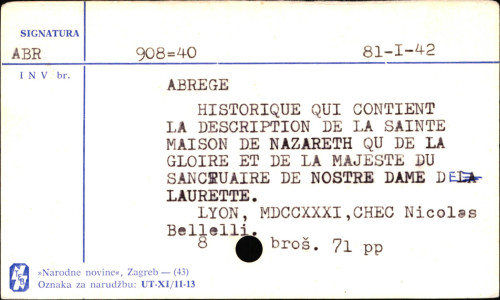 SIGNATURA
ABR 908=40 81-I-42
I N V br.
ABREGE
HISTORIQUE QUI CONTIENT
LA DESCRIPTION DE LA SAINTE
MAISON DE NAZARETH QU DE LA
GLOIRE ET DE LA MAJESTE DU
SANCTUAIRE DE NOSTRE DAME DE
LAURETTE.
LYON, MDCCXXXI,CHEC Nicolas
Bellelli.
8 broš. 71 pp
»Narodne novine«, Zagreb — (43)
Oznaka za narudžbu: UT-XI/11-13